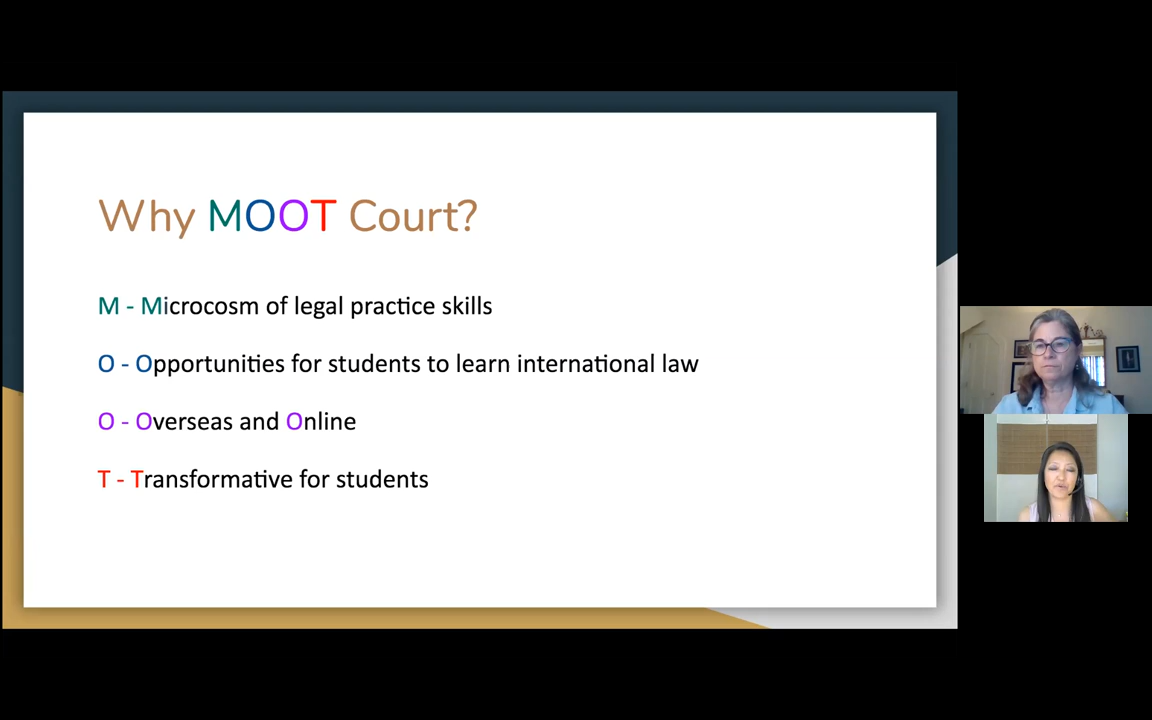 Why MOOT Court?
M - Microcosm of legal practice skills
O - Opportunities for students to learn international law
O - Overseas and Online
T - Transformative for students